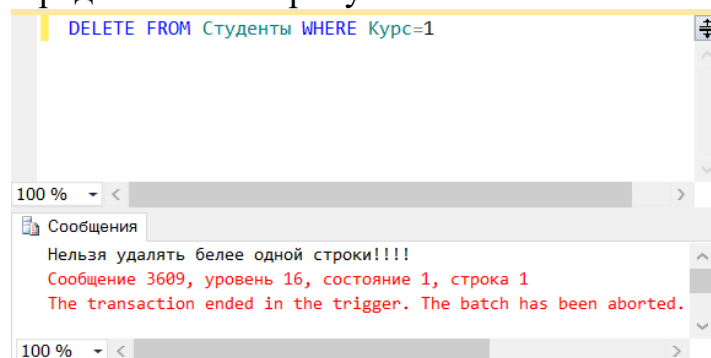 DELETE FROM Студенты WHERE Курс=1
100 %
Сообщения
Нельзя удалять белее одной строки!!!!
Сообщение 3609, уровень 16, состояние 1, строка 1
The transaction ended in the trigger. The batch has been aborted.
100 %